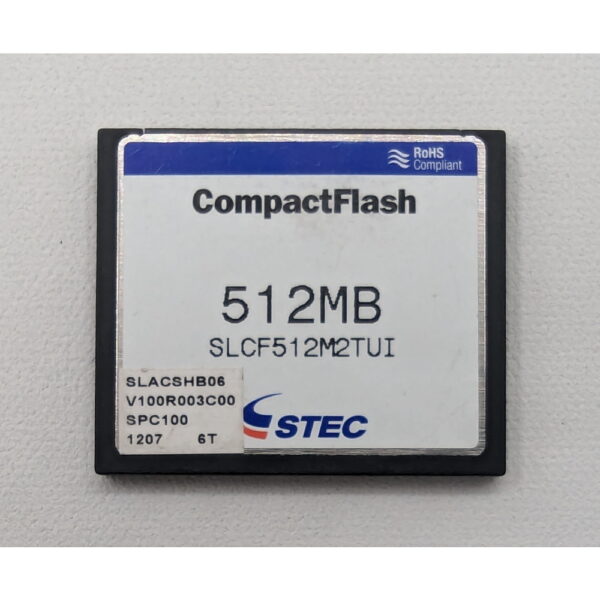 RoHS
Compliant
CompactFlash
512MB
SLCF512M2TUI
SLACSHB06
V100R003C00
SPC100
1207 6T
STEC